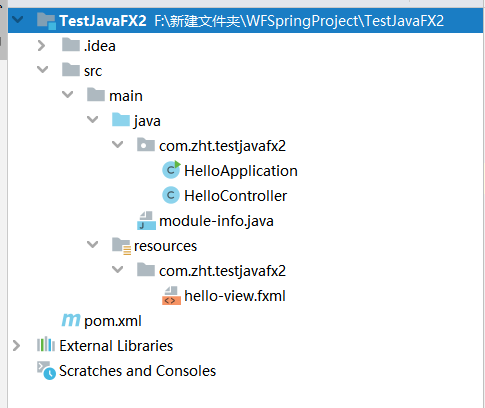 TestJavaFX2 F:\新建文件夹\WFSpringProject\TestJavaFX2
.idea
src
main
java
com.zht.testjavafx2
HelloApplication
HelloController
module-info.java
resources
com.zht.testjavafx2
hello-view.fxml
pom.xml
External Libraries
Scratches and Consoles